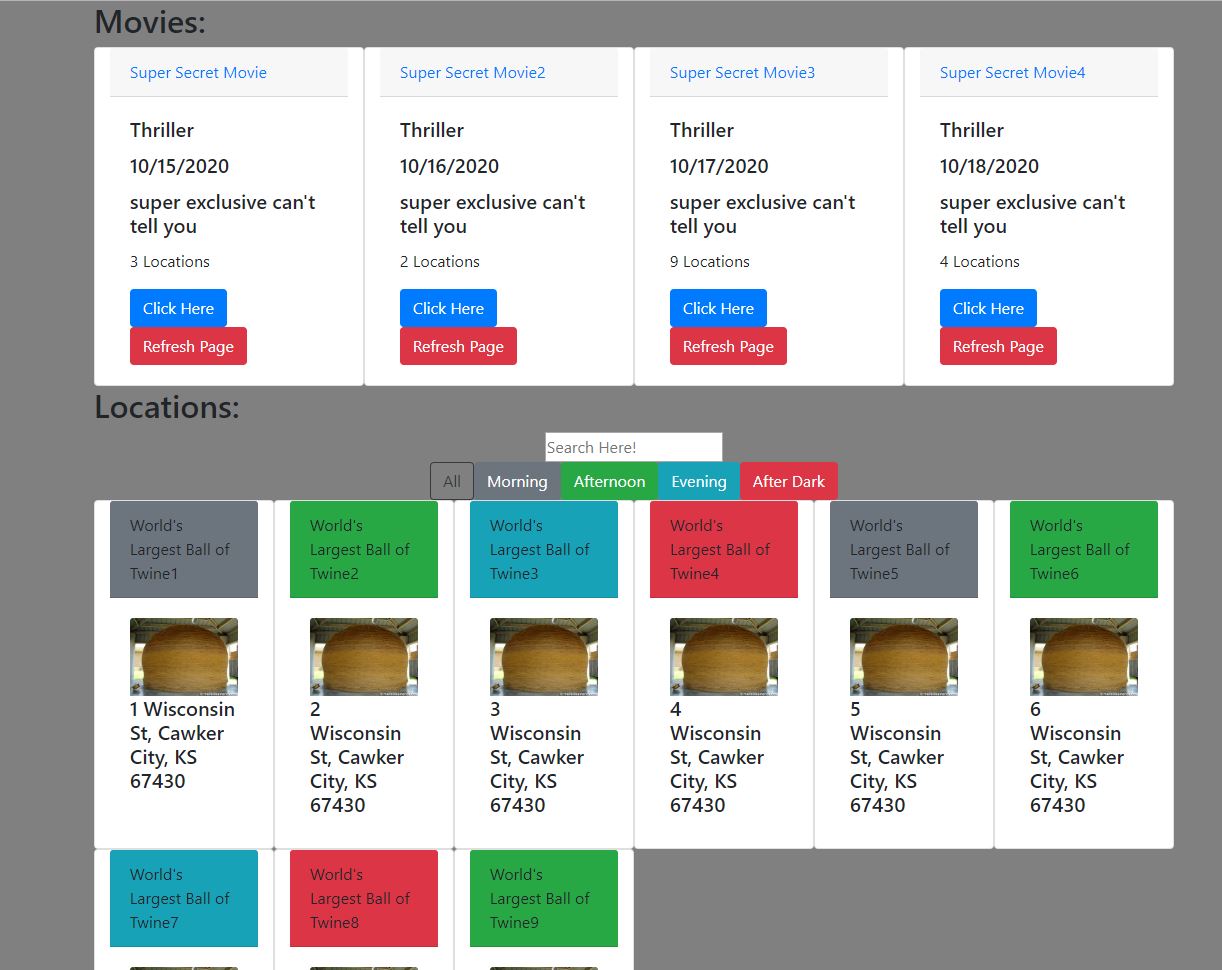 Movies:
Super Secret Movie
Super Secret Movie2
Super Secret Movie3
Super Secret Movie4
Thriller
Thriller
Thriller
Thriller
10/15/2020
10/16/2020
10/17/2020
10/18/2020
super exclusive can't
tell you
super exclusive can't
tell you
super exclusive can't
tell you
super exclusive can't
tell you
3 Locations
2 Locations
9 Locations
4 Locations
Click Here
Click Here
Click Here
Click Here
Refresh Page
Refresh Page
Refresh Page
Refresh Page
Locations:
Search Here!
All
Morning
Afternoon
Evening
After Dark
World's
Largest Ball of
Twine1
World's
Largest Ball of
Twine2
World's
Largest Ball of
Twine3
World's
Largest Ball of
Twine4
World's
Largest Ball of
Twine5
World's
Largest Ball of
Twine6
1 Wisconsin
St, Cawker
City, KS
67430
2
Wisconsin
St, Cawker
City, KS
67430
3
Wisconsin
St, Cawker
City, KS
67430
4
Wisconsin
St, Cawker
City, KS
67430
5
Wisconsin
St, Cawker
City, KS
67430
6
Wisconsin
St, Cawker
City, KS
67430
World's
Largest Ball of
Twine7
World's
Largest Ball of
Twine8
World's
Largest Ball of
Twine9